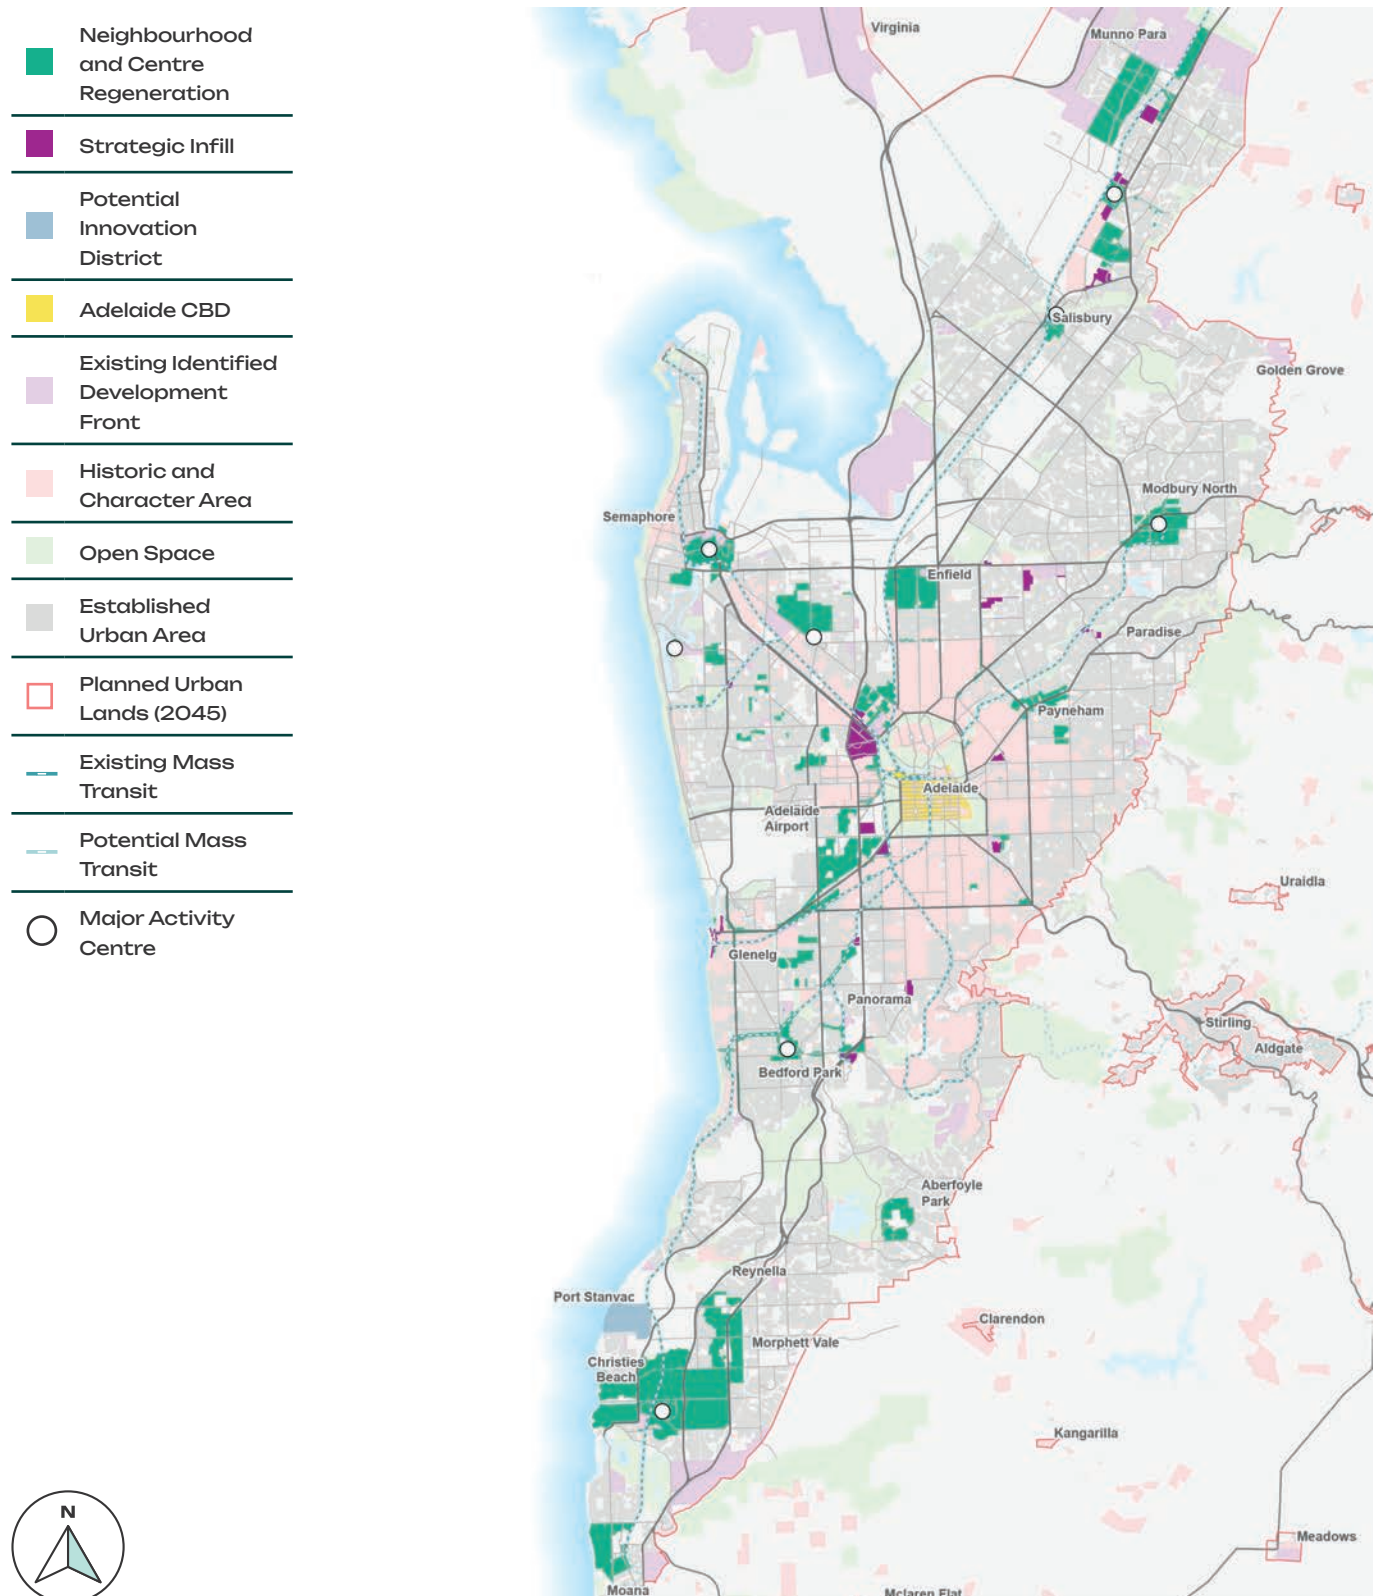 Neighbourhood
and Centre
Regeneration
Strategic Infill
Potential
Innovation
District
Adelaide CBD
Existing Identified
Development
Front
Historic and
Character Area
Open Space
Established
Urban Area
Planned Urban
Lands (2045)
Existing Mass
Transit
Potential Mass
Transit
Major Activity
Centre
N
Virginia
Munno Para
Salisbury
Golden Grove
Modbury North
Semaphore
Enfield
Paradise
Payneham
Adelaide
Adelaide
Airport
Uraidla
Glenelg
Panorama
Stirling
Aldgate
Bedford Park
Aberfoyle
Park
Reynella
Port Stanvac
Clarendon
Morphett Vale
Christies
Beach
Kangarilla
Meadows
Moana
Mclaren Flat